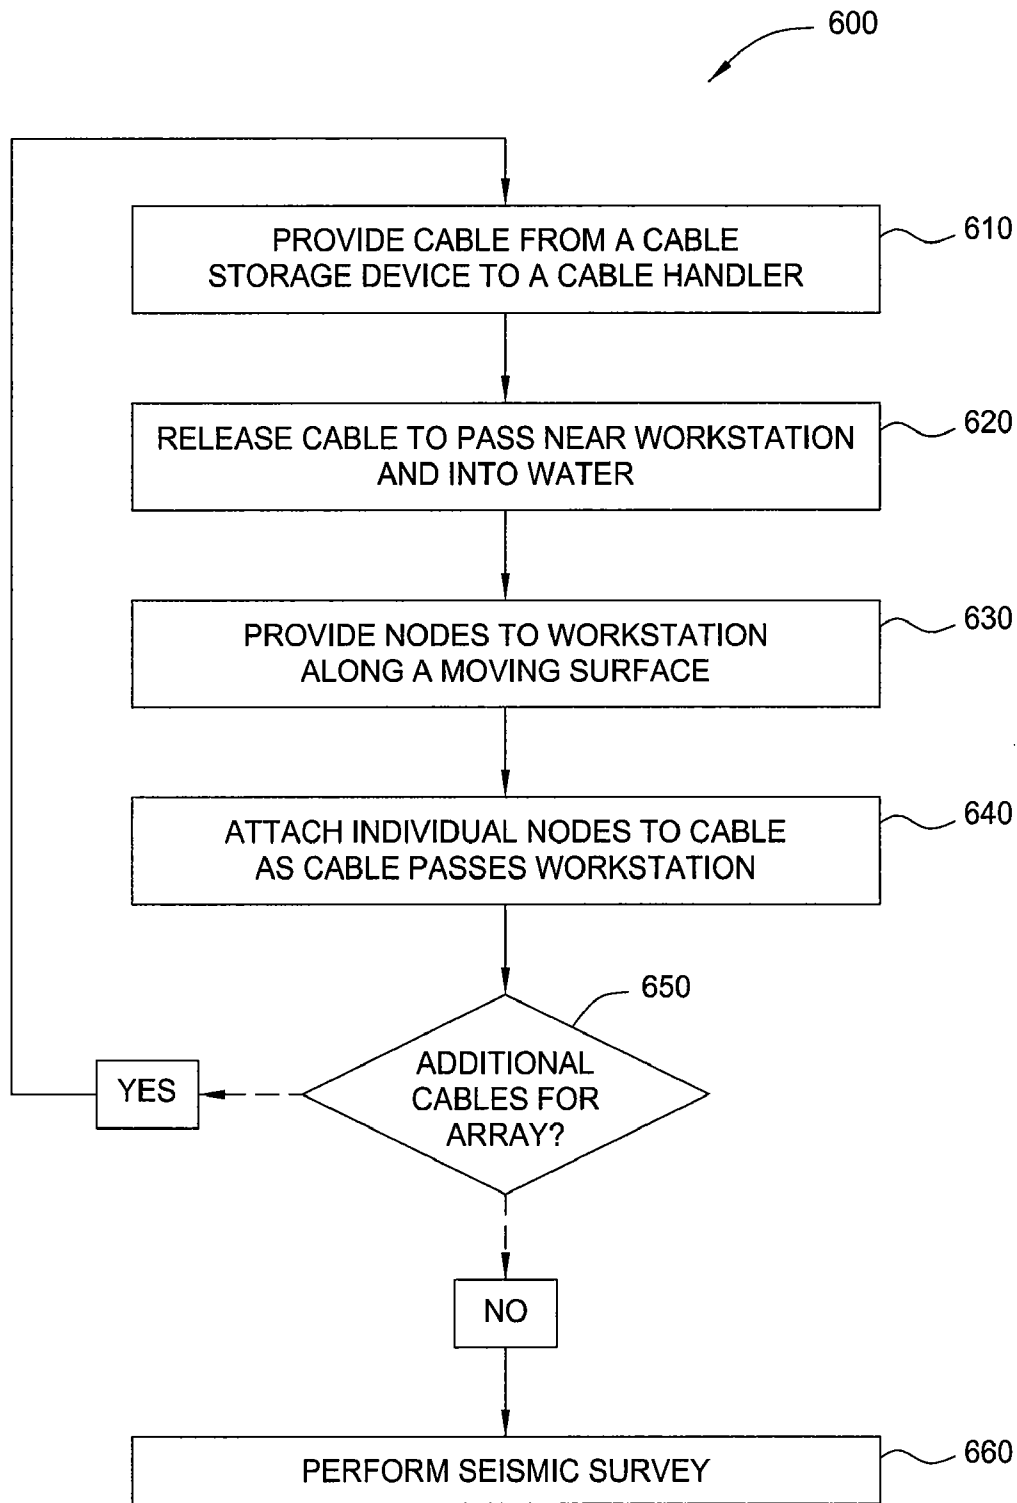 600
PROVIDE CABLE FROM A CABLE
STORAGE DEVICE TO A CABLE HANDLER
610
RELEASE CABLE TO PASS NEAR WORKSTATION
AND INTO WATER
620
PROVIDE NODES TO WORKSTATION
ALONG A MOVING SURFACE
630
ATTACH INDIVIDUAL NODES TO CABLE
AS CABLE PASSES WORKSTATION
640
650
ADDITIONAL
CABLES FOR
ARRAY?
YES
NO
PERFORM SEISMIC SURVEY
660